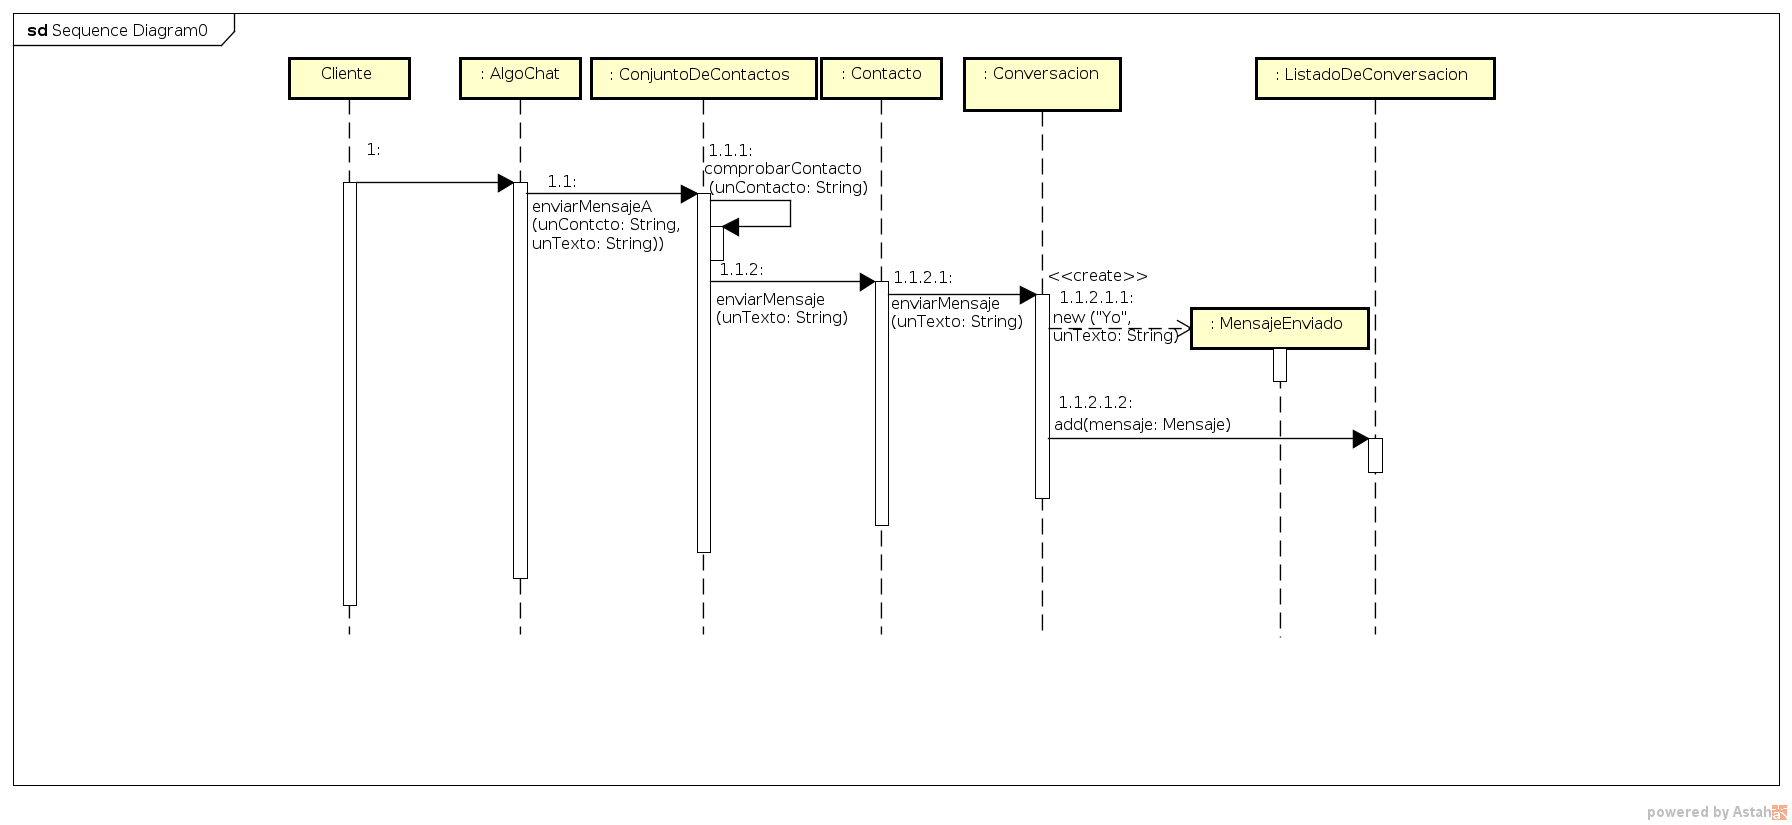 sd Sequence Diagram0
Cliente
: AlgoChat
: ConjuntoDeContactos
: Contacto
: Conversacion
: ListadoDeConversacion
1:
1.1:
enviarMensajeA
(unContcto: String,
unTexto: String))
1.1.1:
comprobarContacto
(unContacto: String)
1.1.2:
enviarMensaje
(unTexto: String)
1.1.2.1:
enviarMensaje
(unTexto: String)
<<create>>
1.1.2.1.1:
new ("Yo",
unTexto: String)
: MensajeEnviado
1.1.2.1.2:
add(mensaje: Mensaje)
powered by Astah